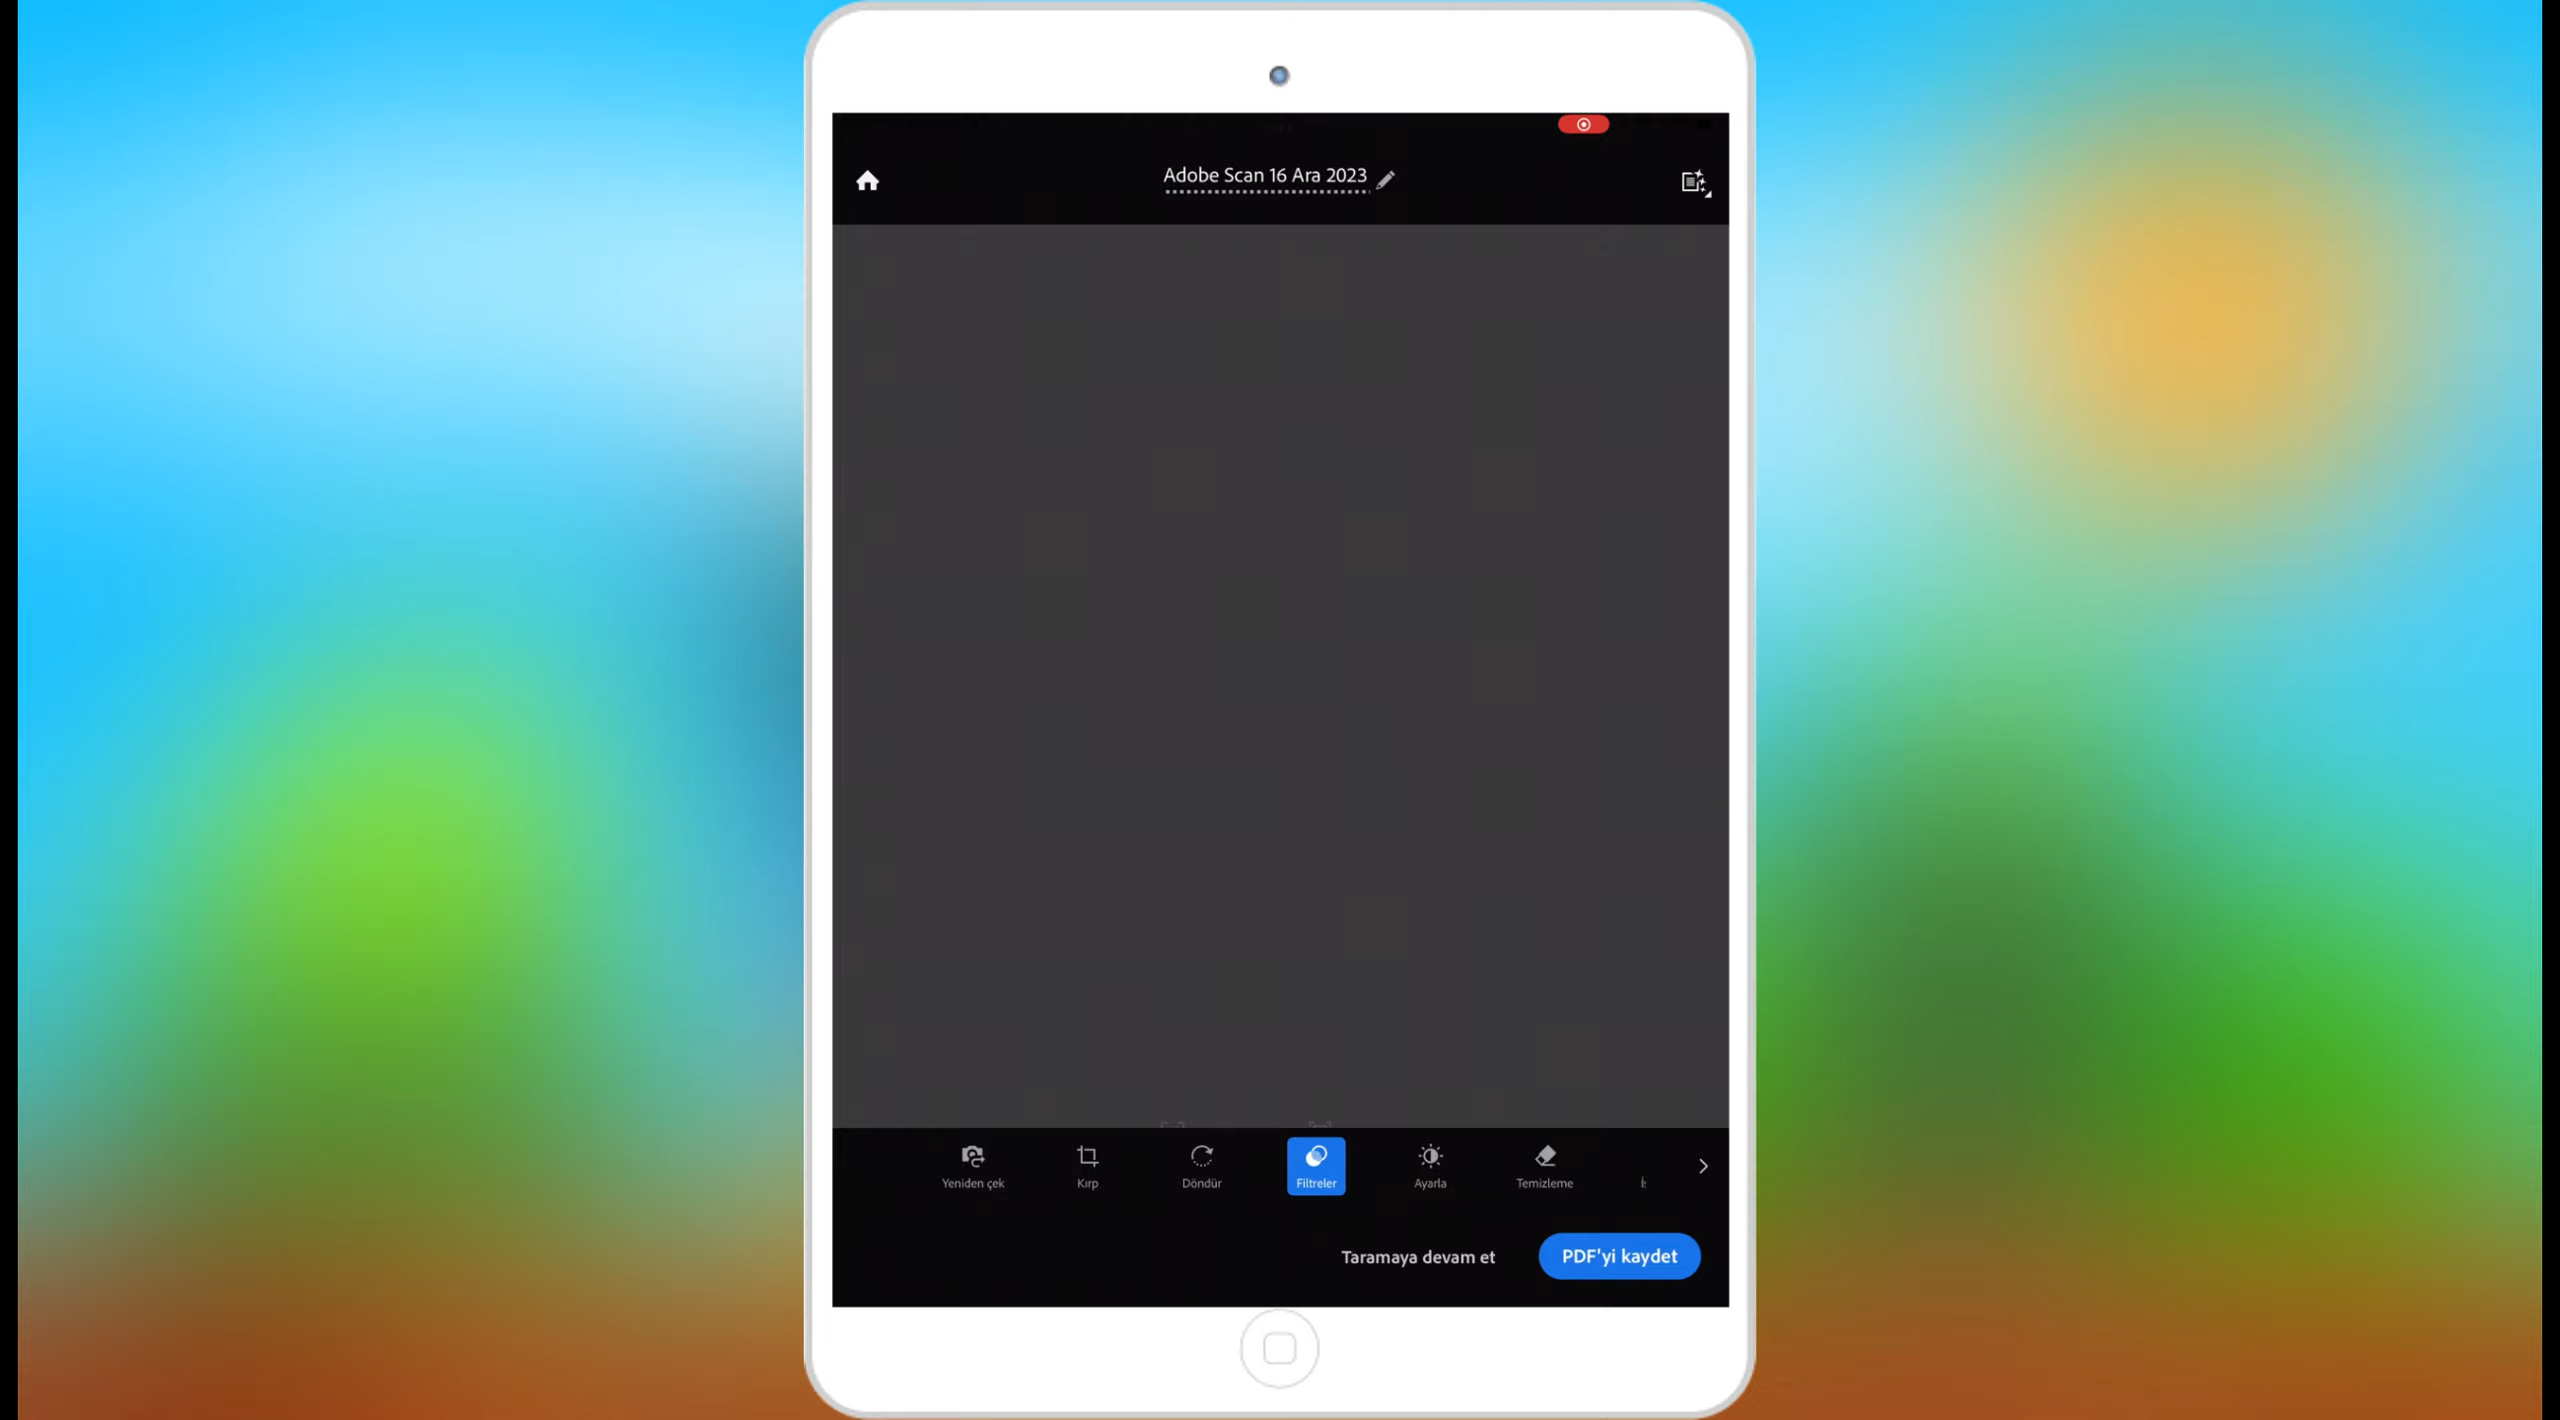 Adobe Scan 16 Ara 2023
Yeniden çek
Kırp
Döndür
Filtreler
Ayarla
Temizleme
Taramaya devam et
PDF'yi kaydet